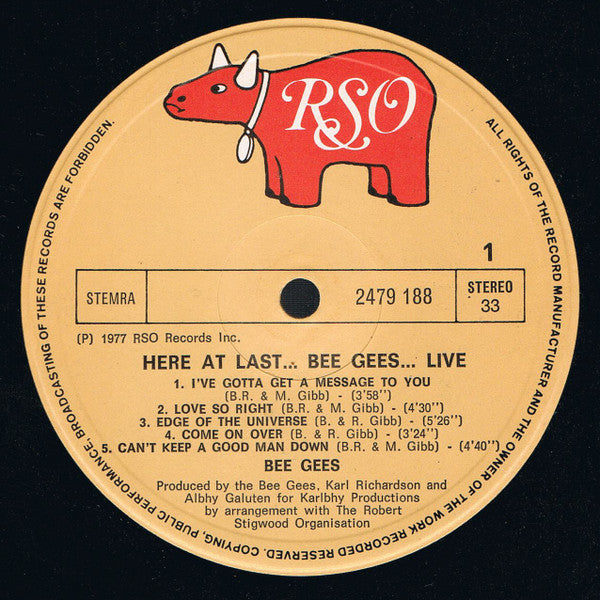 RSO
1
STEMRA
2479 188
STEREO
33
(P) 1977 RSO Records Inc.
HERE AT LAST... BEE GEES... LIVE
1. I'VE GOTTA GET A MESSAGE TO YOU
(B.R. & M. Gibb) - (3'58")
2. LOVE SO RIGHT (B.R. & M. Gibb) - (4'30")
3. EDGE OF THE UNIVERSE (B. & R. Gibb) - (5'26")
4. COME ON OVER (B. & R. Gibb) - (3'24")
5. CAN'T KEEP A GOOD MAN DOWN (B.R. & M. Gibb) - (4'40")
BEE GEES
Produced by the Bee Gees, Karl Richardson and
Albhy Galuten for Karlbhy Productions
by arrangement with The Robert
Stigwood Organisation
ALL RIGHTS OF THE RECORD MANUFACTURER AND THE OWNER OF THE WORK RECORDED RESERVED. COPYING, PUBLIC PERFORMANCE, BROADCASTING OF THESE RECORDS ARE FORBIDDEN.